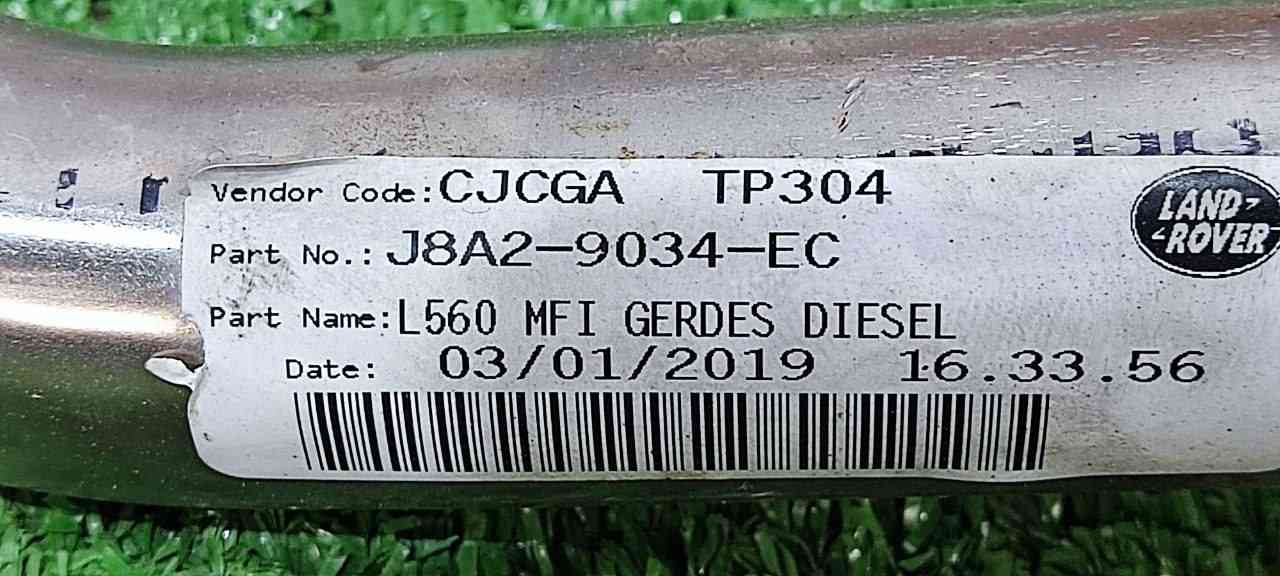 Vendor Code: CJCGA TP304
LAND-
-ROVER
Part No.: J8A2-9034-EC
Part Name: L560 MFI GERDES DIESEL
Date: 03/01/2019 16.33.56